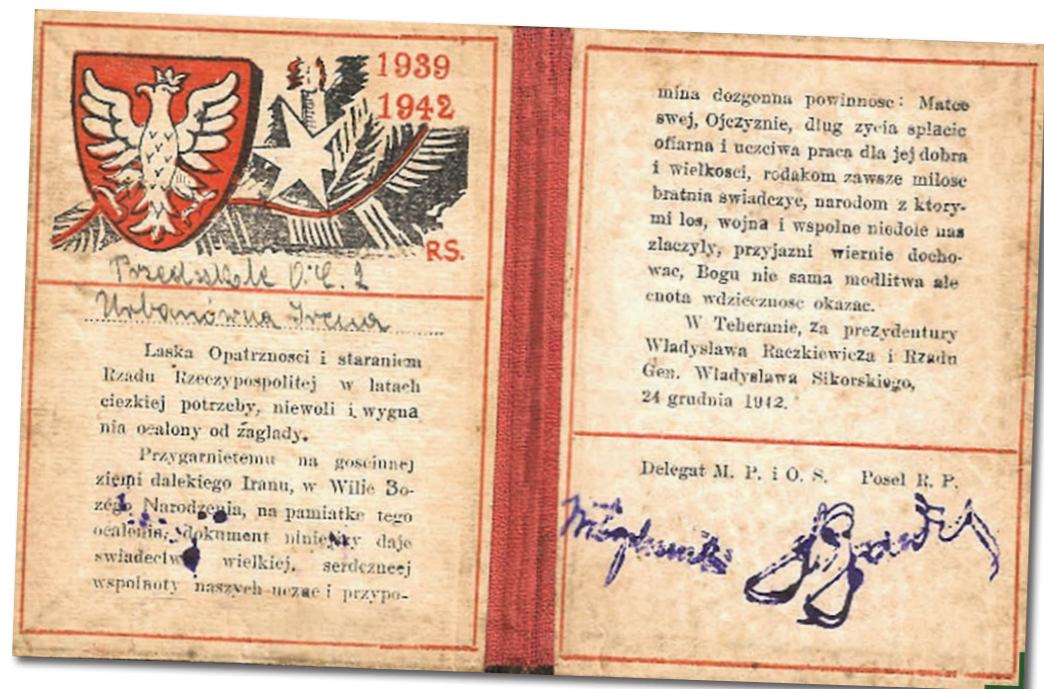 1939
1942
R.S.
Przedszkole O.C. 2
Urbanówna Irena
Laska Opatrznosci i staraniem
Rzadu Rzeczypospolitej w latach
ciezkiej potrzeby, niewoli i wygna
nia ocalony od zaglady.
Przygarnietemu na goscinnej
ziemi dalekiego Iranu, w Wilie Bo-
zego Narodzenia, na pamiatke tego
ocalenia, dokument niniejszy daje
swiadectwo wielkiej, serdecznej
wspolnoty naszych uczuc i przypo-
mina dozgonna powinnosc: Matce
swej, Ojczyznie, dlug zycia splacic
ofiarna i uczciwa praca dla jej dobra
i wielkosci, rodakom zawsze milosc
bratnia swiadczyc, narodom z ktory-
mi los, wojna i wspolne niedole nas
zlaczyly, przyjazni wiernie docho-
wac, Bogu nie sama modlitwa ale
cnota wdziecznosc okazac.
W Teheranie, za prezydentury
Wladyslawa Raczkiewicza i Rzadu
Gen. Wladyslawa Sikorskiego,
24 grudnia 1942.
Delegat M. P. i O. S. Posel R. P.